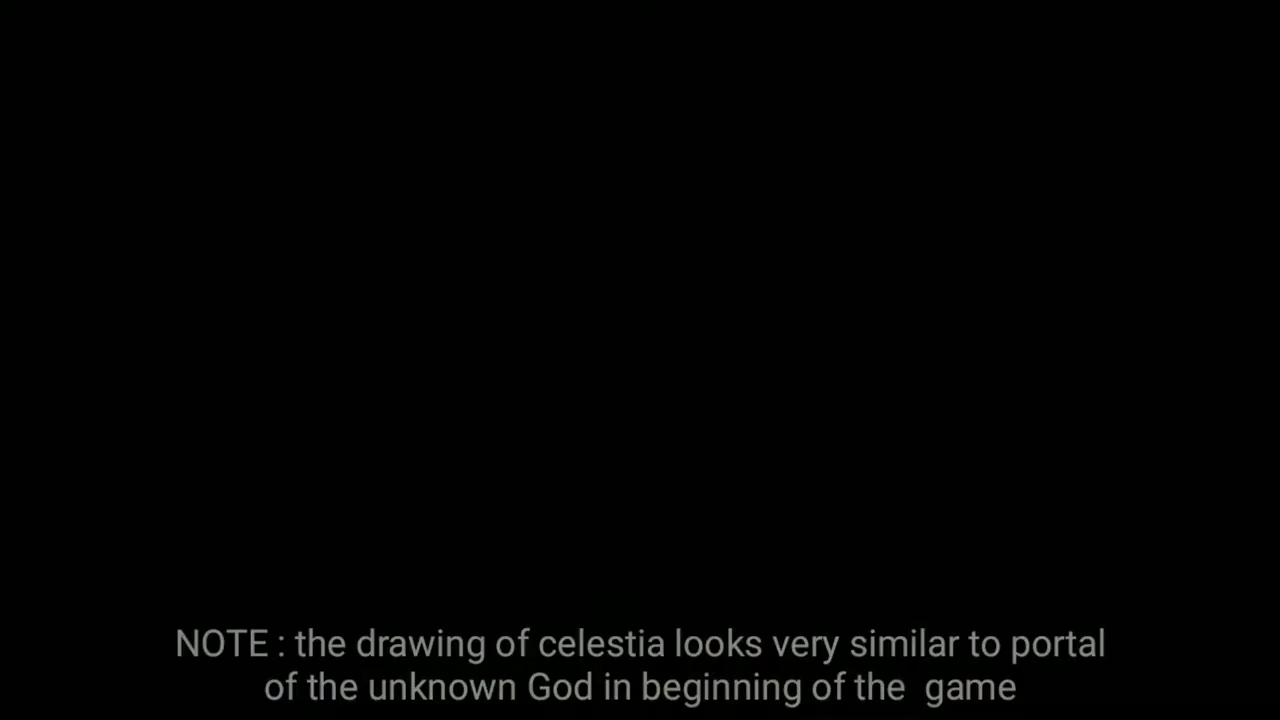 NOTE : the drawing of celestia looks very similar to portal
of the unknown God in beginning of the  game